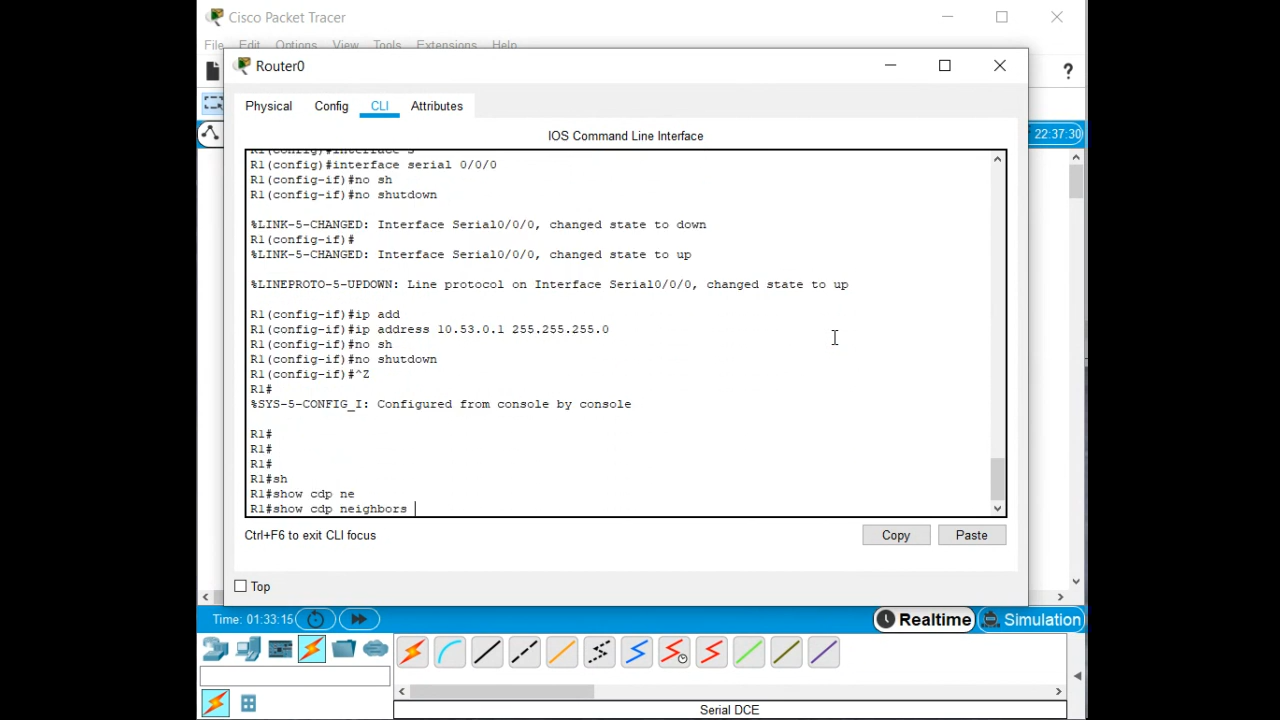 Cisco Packet Tracer
File Edit Options View Tools Extensions Help
Router0
?
Physical Config CLI Attributes
22:37:30
IOS Command Line Interface
R1(config)#interface S
R1(config)#interface serial 0/0/0
R1(config-if)#no sh
R1(config-if)#no shutdown
%LINK-5-CHANGED: Interface Serial0/0/0, changed state to down
R1(config-if)#
%LINK-5-CHANGED: Interface Serial0/0/0, changed state to up
%LINEPROTO-5-UPDOWN: Line protocol on Interface Serial0/0/0, changed state to up
R1(config-if)#ip add
R1(config-if)#ip address 10.53.0.1 255.255.255.0
R1(config-if)#no sh
R1(config-if)#no shutdown
R1(config-if)#^Z
R1#
%SYS-5-CONFIG_I: Configured from console by console
R1#
R1#
R1#
R1#sh
R1#show cdp ne
R1#show cdp neighbors
Ctrl+F6 to exit CLI focus
Copy Paste
Top
Time: 01:33:15
Realtime Simulation
Serial DCE